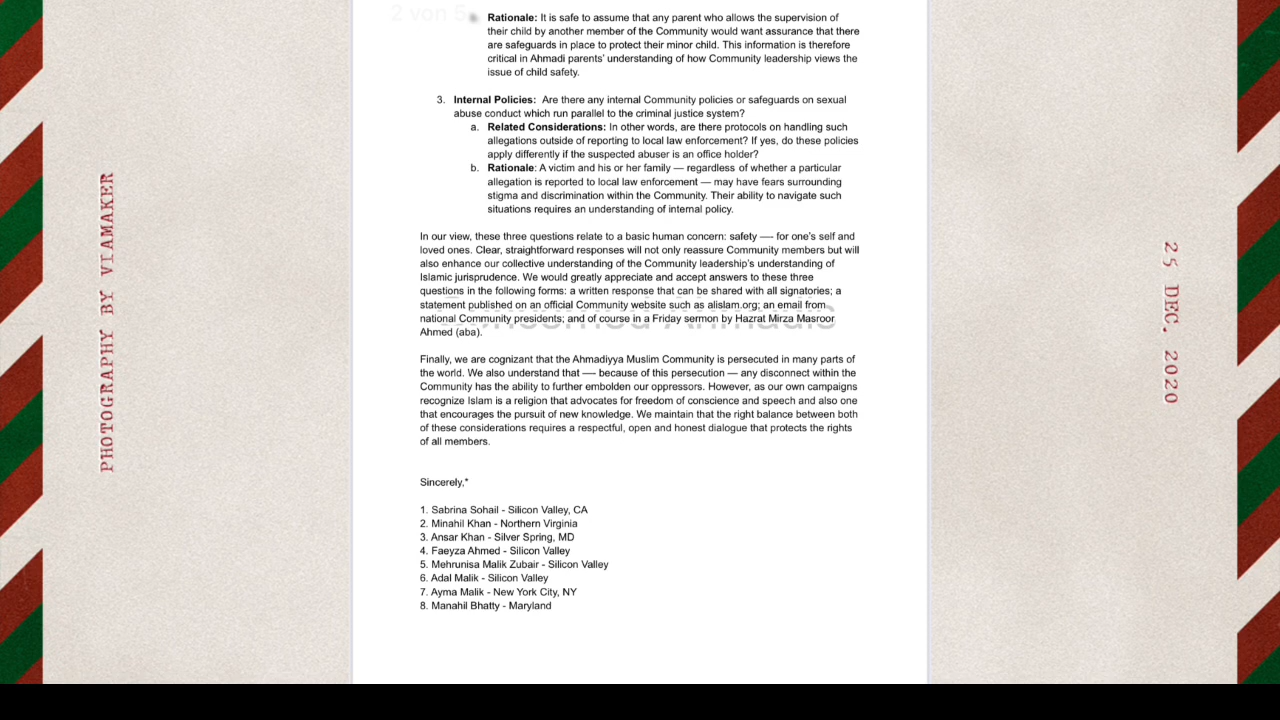 2 von 5
Rationale: It is safe to assume that any parent who allows the supervision of
their child by another member of the Community would want assurance that there
are safeguards in place to protect their minor child. This information is therefore
critical in Ahmadi parents' understanding of how Community leadership views the
issue of child safety.
3. Internal Policies: Are there any internal Community policies or safeguards on sexual
abuse conduct which run parallel to the criminal justice system?
a. Related Considerations: In other words, are there protocols on handling such
allegations outside of reporting to local law enforcement? If yes, do these policies
apply differently if the suspected abuser is an office holder?
b. Rationale: A victim and his or her family — regardless of whether a particular
allegation is reported to local law enforcement — may have fears surrounding
stigma and discrimination within the Community. Their ability to navigate such
situations requires an understanding of internal policy.
In our view, these three questions relate to a basic human concern: safety –– for one's self and
loved ones. Clear, straightforward responses will not only reassure Community members but will
also enhance our collective understanding of the Community leadership's understanding of
Islamic jurisprudence. We would greatly appreciate and accept answers to these three
questions in the following forms: a written response that can be shared with all signatories; a
statement published on an official Community website such as alislam.org; an email from
national Community presidents; and of course in a Friday sermon by Hazrat Mirza Masroor
Ahmed (aba).
Concerned Ahmadis
Finally, we are cognizant that the Ahmadiyya Muslim Community is persecuted in many parts of
the world. We also understand that –– because of this persecution — any disconnect within the
Community has the ability to further embolden our oppressors. However, as our own campaigns
recognize Islam is a religion that advocates for freedom of conscience and speech and also one
that encourages the pursuit of new knowledge. We maintain that the right balance between both
of these considerations requires a respectful, open and honest dialogue that protects the rights
of all members.
Sincerely,*
1. Sabrina Sohail - Silicon Valley, CA
2. Minahil Khan - Northern Virginia
3. Ansar Khan - Silver Spring, MD
4. Faeyza Ahmed - Silicon Valley
5. Mehrunisa Malik Zubair - Silicon Valley
6. Adal Malik - Silicon Valley
7. Ayma Malik - New York City, NY
8. Manahil Bhatty - Maryland
PHOTOGRAPHY BY VLAMAKER
25 DEC, 2020